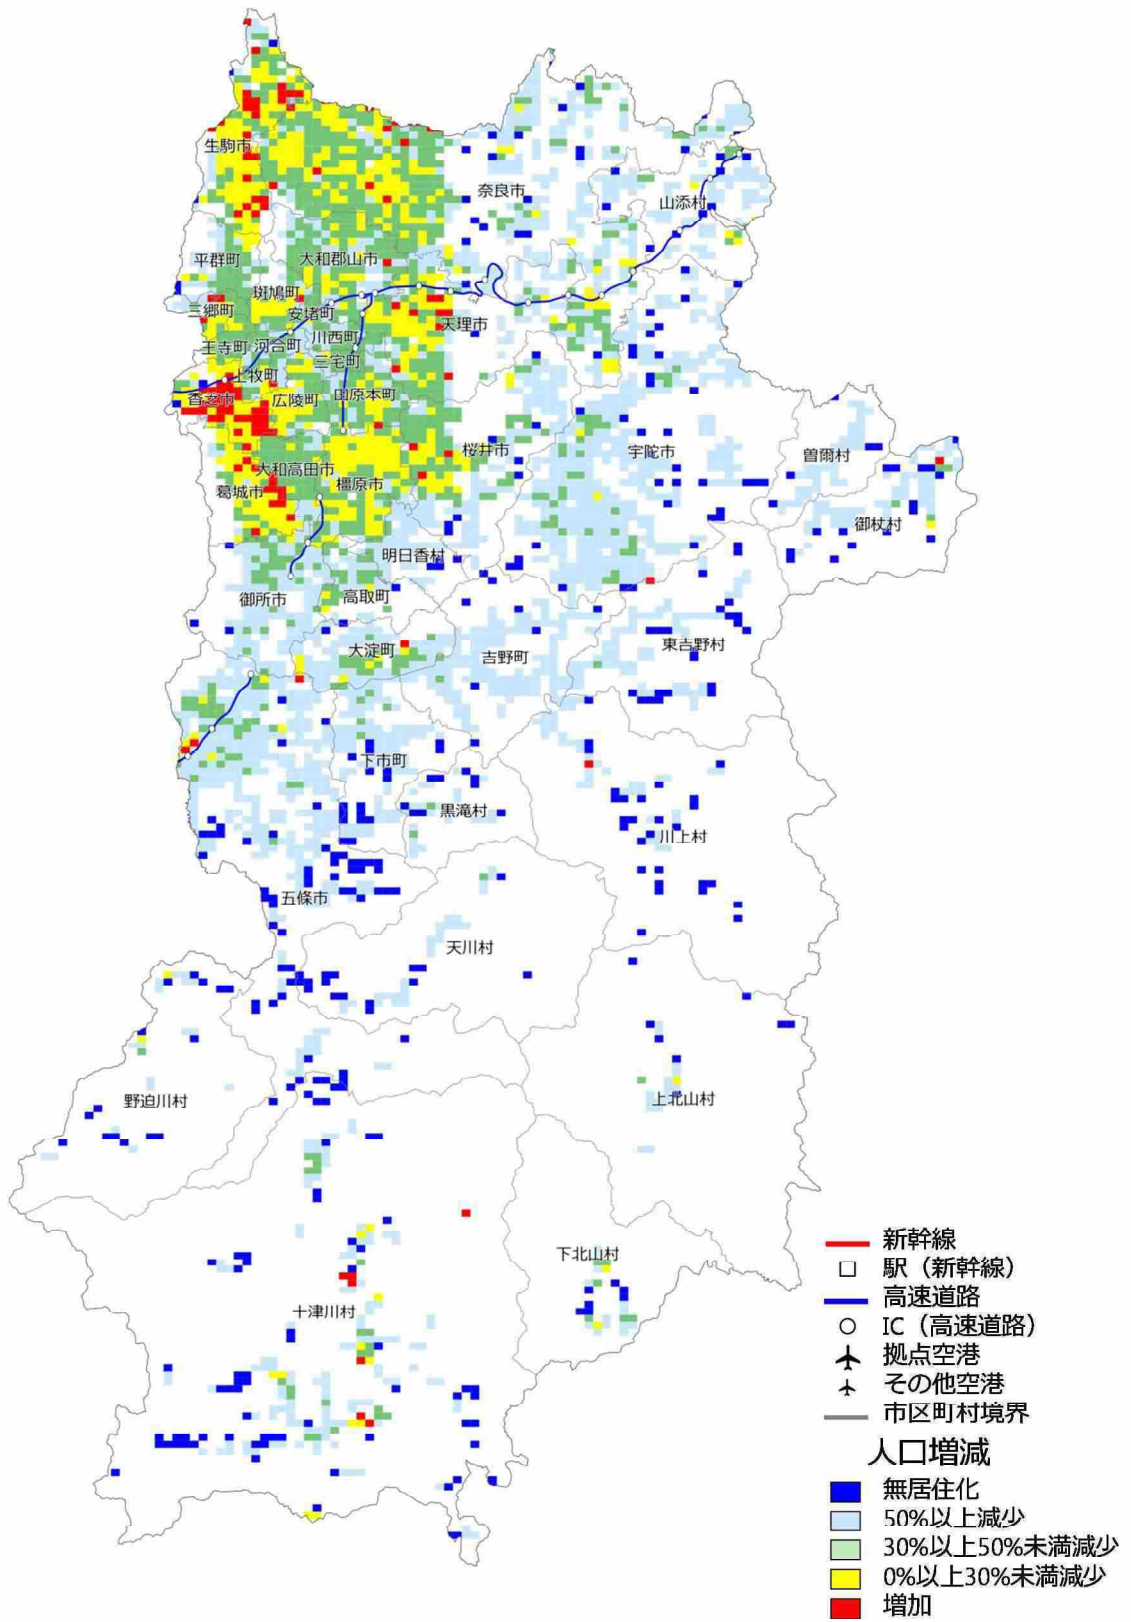 生駒市
奈良市
山添村
平群町
大和郡山市
斑鳩町
三郷町
安堵町
天理市
川西町
王寺町
河合町
三宅町
上牧町
香芝市
広陵町
田原本町
桜井市
宇陀市
曽爾村
大和高田市
橿原市
葛城市
御杖村
明日香村
御所市
高取町
大淀町
吉野町
東吉野村
下市町
黒滝村
川上村
五條市
天川村
野迫川村
上北山村
下北山村
十津川村
新幹線
駅（新幹線）
高速道路
IC（高速道路）
拠点空港
その他空港
市区町村境界
人口増減
無居住化
50%以上減少
30%以上50%未満減少
0%以上30%未満減少
増加